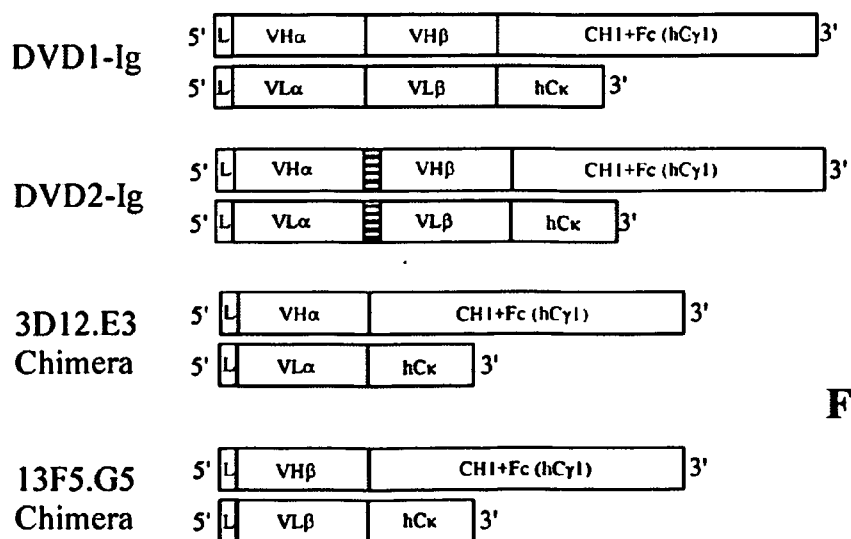 DVD1-Ig
5' L VHα VHβ CH1+Fc (hCγ1) 3'
5' L VLα VLβ hCκ 3'
DVD2-Ig
5' L VHα VHβ CH1+Fc (hCγ1) 3'
5' L VLα VLβ hCκ 3'
3D12.E3
Chimera
5' L VHα CH1+Fc (hCγ1) 3'
5' L VLα hCκ 3'
F
13F5.G5
Chimera
5' L VHβ CH1+Fc (hCγ1) 3'
5' L VLβ hCκ 3'